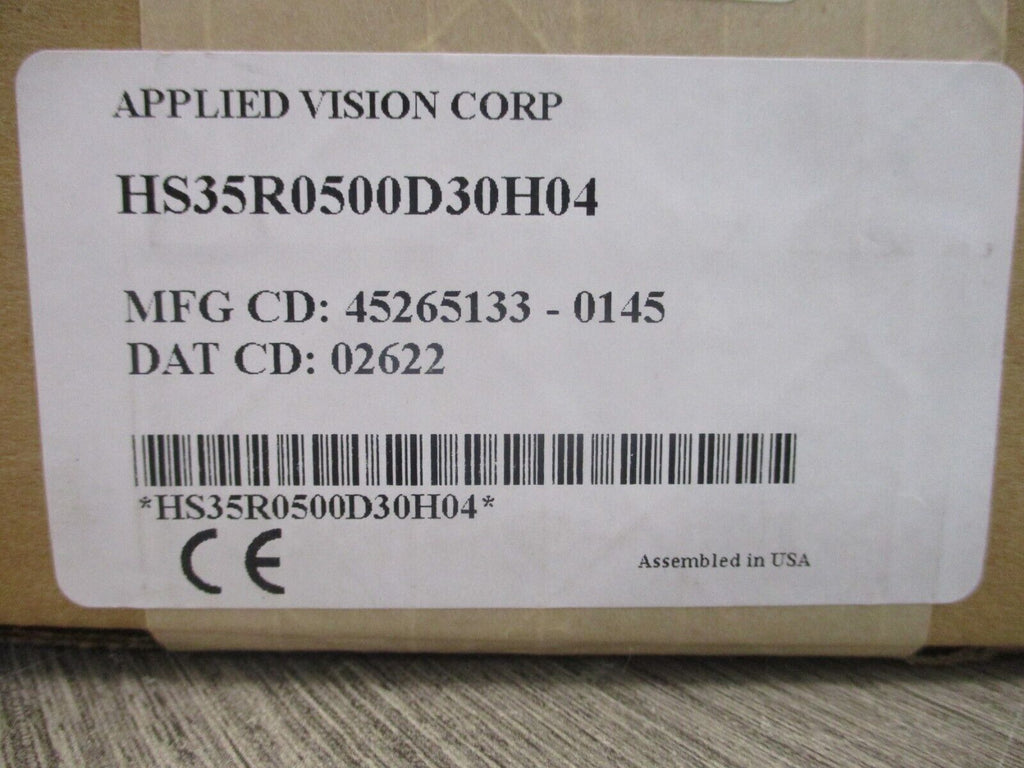 APPLIED VISION CORP
HS35R0500D30H04
MFG CD: 45265133 - 0145
DAT CD: 02622
*HS35R0500D30H04*
CE
Assembled in USA